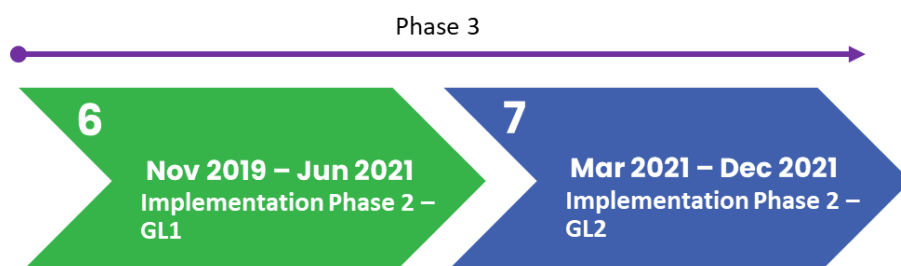 Phase 3
6
Nov 2019 – Jun 2021
Implementation Phase 2 –
GL1
7
Mar 2021 – Dec 2021
Implementation Phase 2 –
GL2